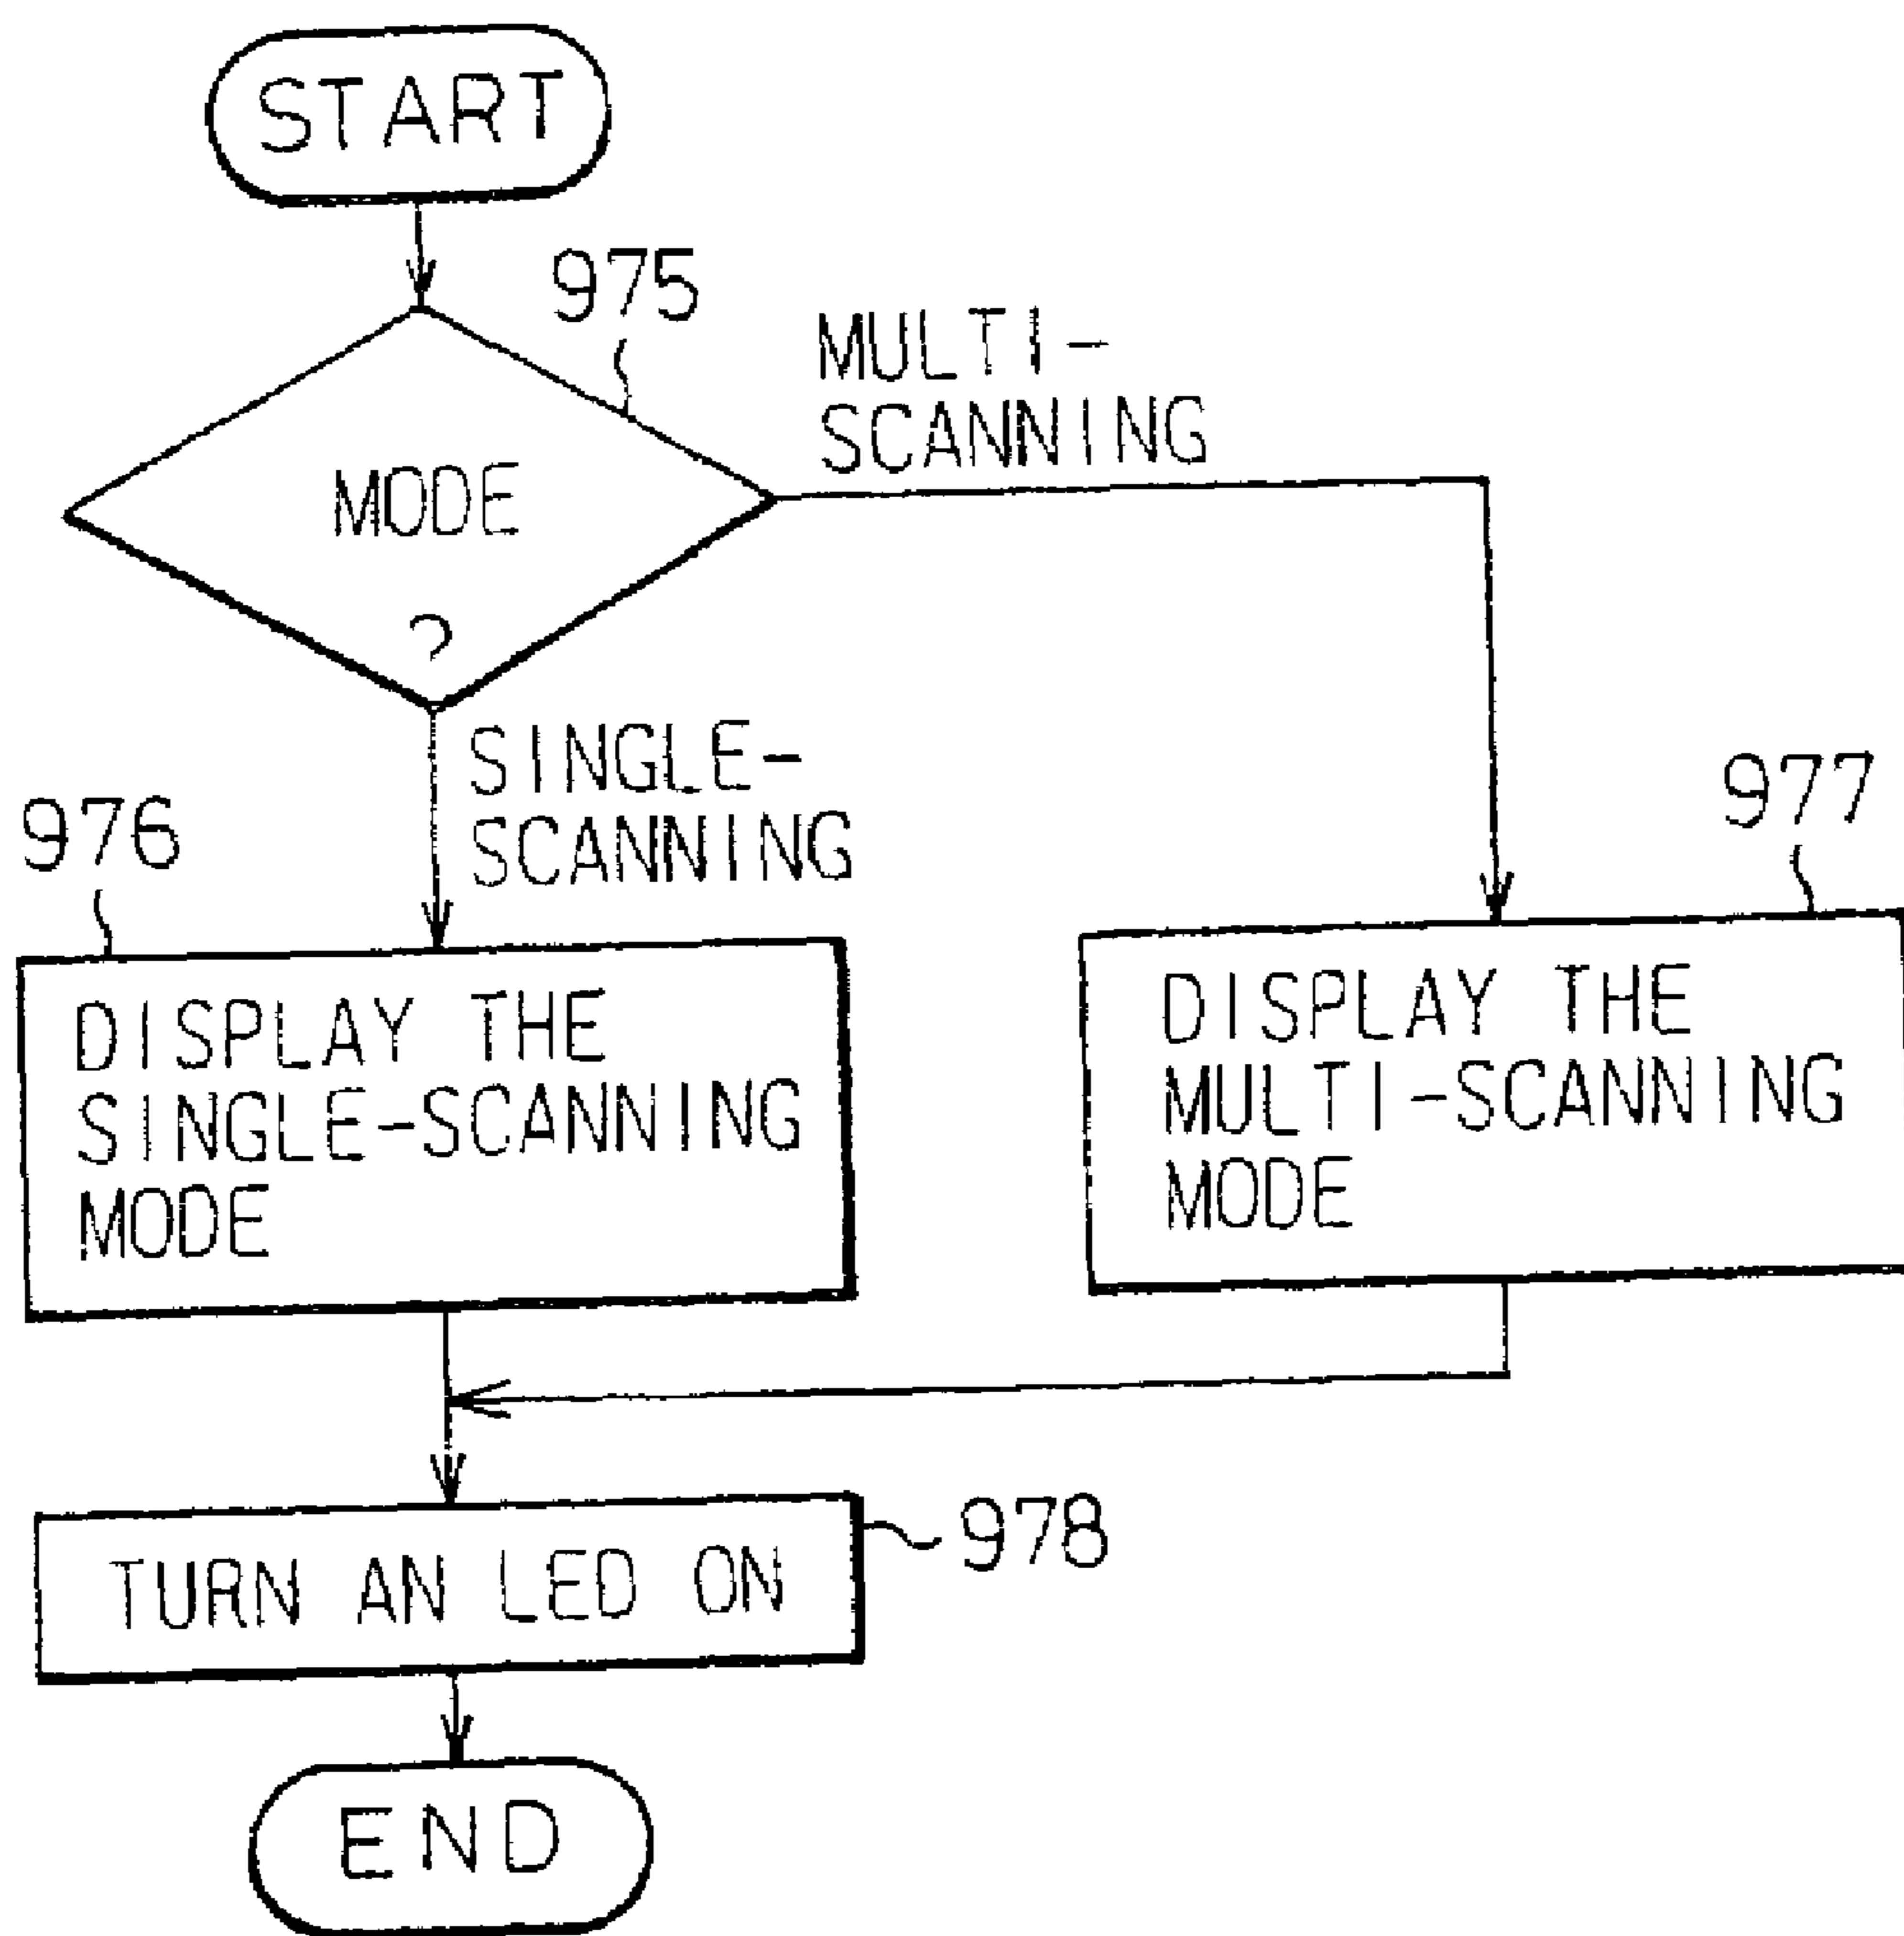 START
975
MULTI-
SCANNING
MODE
?
SINGLE-
SCANNING
976
977
DISPLAY THE
SINGLE-SCANNING
MODE
DISPLAY THE
MULTI-SCANNING
MODE
TURN AN LED ON
978
END